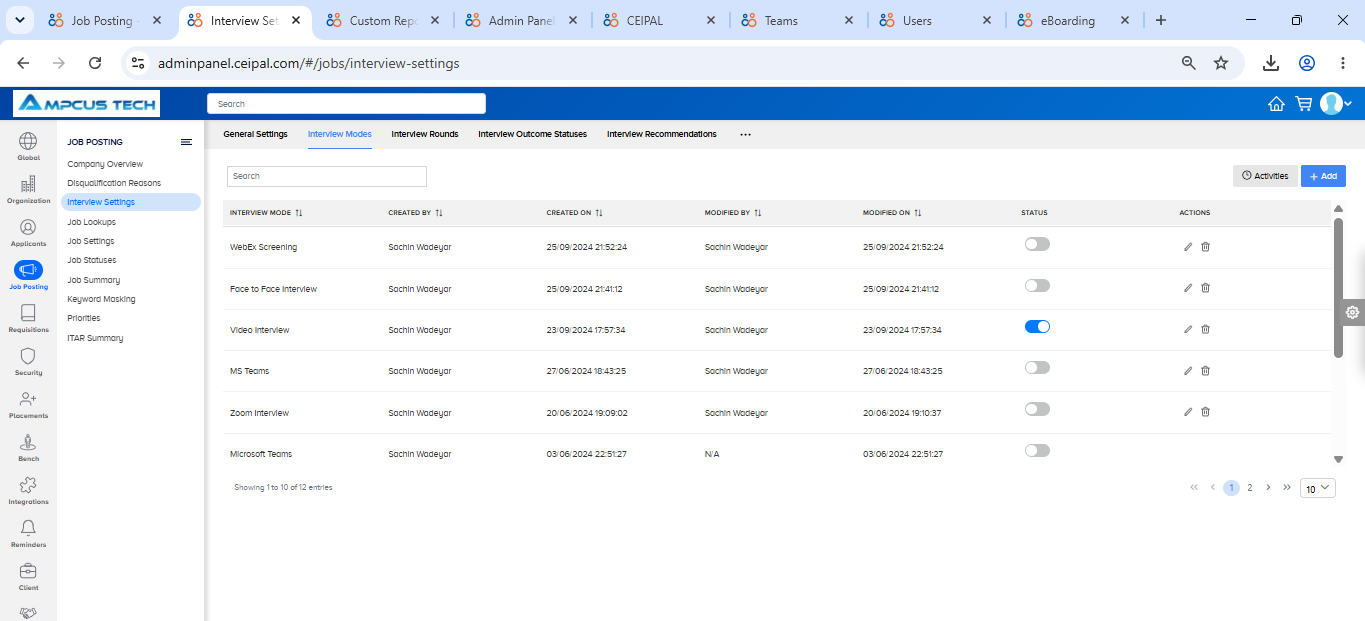 Job Posting - Interview Set Custom Repo Admin Panel CEIPAL Teams Users eBoarding
adminpanel.ceipal.com/#/jobs/interview-settings
AMPCUS TECH Search
Global
Organization
Applicants
Job Posting
Requisitions
Security
Placements
Bench
Integrations
Reminders
Client
JOB POSTING
Company Overview
Disqualification Reasons
Interview Settings
Job Lookups
Job Settings
Job Statuses
Job Summary
Keyword Masking
Priorities
ITAR Summary
General Settings Interview Modes Interview Rounds Interview Outcome Statuses Interview Recommendations ...
Search Activities + Add
INTERVIEW MODE CREATED BY CREATED ON MODIFIED BY MODIFIED ON STATUS ACTIONS
WebEx Screening Sachin Wadeyar 25/09/2024 21:52:24 Sachin Wadeyar 25/09/2024 21:52:24
Face to Face Interview Sachin Wadeyar 25/09/2024 21:41:12 Sachin Wadeyar 25/09/2024 21:41:12
Video Interview Sachin Wadeyar 23/09/2024 17:57:34 Sachin Wadeyar 23/09/2024 17:57:34
MS Teams Sachin Wadeyar 27/06/2024 18:43:25 Sachin Wadeyar 27/06/2024 18:43:25
Zoom Interview Sachin Wadeyar 20/06/2024 19:09:02 Sachin Wadeyar 20/06/2024 19:10:37
Microsoft Teams Sachin Wadeyar 03/06/2024 22:51:27 N/A 03/06/2024 22:51:27
Showing 1 to 10 of 12 entries « ‹ 1 2 › » 10